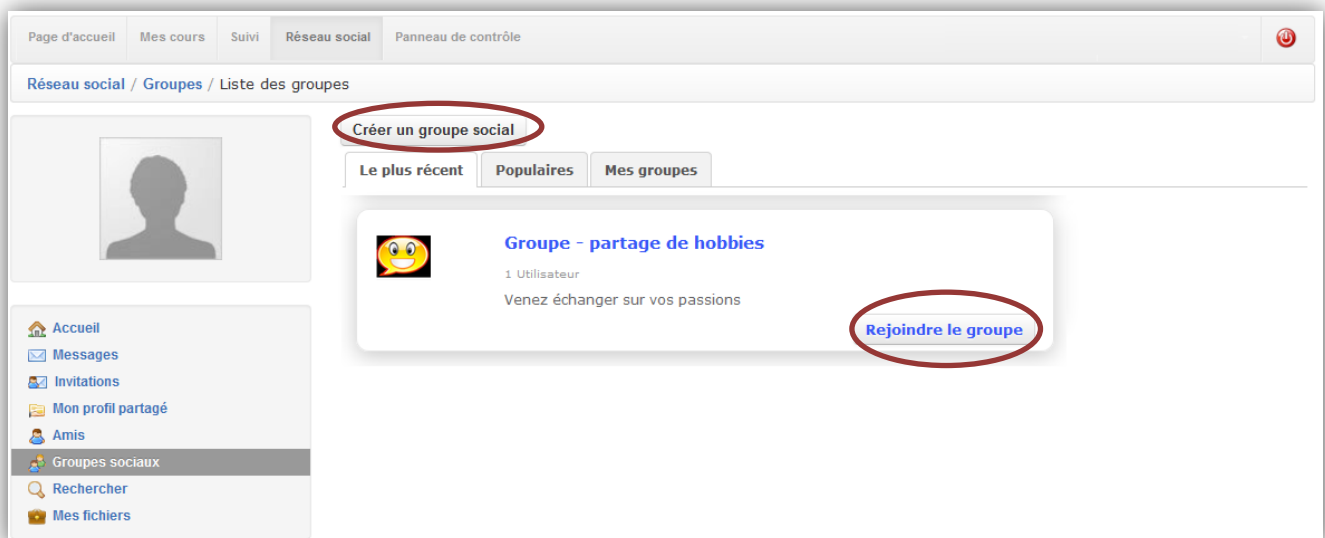 Page d'accueil Mes cours Suivi Réseau social Panneau de contrôle
Réseau social / Groupes / Liste des groupes
Créer un groupe social
Le plus récent Populaires Mes groupes
Groupe - partage de hobbies
1 Utilisateur
Venez échanger sur vos passions
Rejoindre le groupe
Accueil
Messages
Invitations
Mon profil partagé
Amis
Groupes sociaux
Rechercher
Mes fichiers